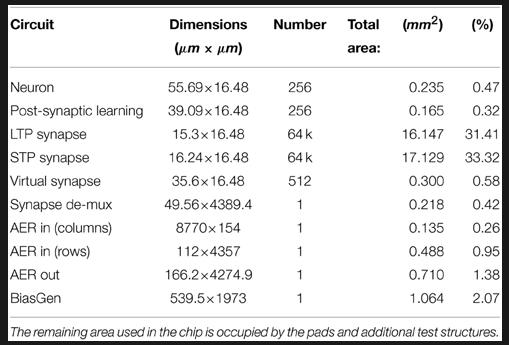 Circuit Dimensions Number Total (mm2) (%)
(μm × μm) area:
Neuron 55.69×16.48 256 0.235 0.47
Post-synaptic learning 39.09×16.48 256 0.165 0.32
LTP synapse 15.3×16.48 64 k 16.147 31.41
STP synapse 16.24×16.48 64 k 17.129 33.32
Virtual synapse 35.6×16.48 512 0.300 0.58
Synapse de-mux 49.56×4389.4 1 0.218 0.42
AER in (columns) 8770×154 1 0.135 0.26
AER in (rows) 112×4357 1 0.488 0.95
AER out 166.2×4274.9 1 0.710 1.38
BiasGen 539.5×1973 1 1.064 2.07
The remaining area used in the chip is occupied by the pads and additional test structures.